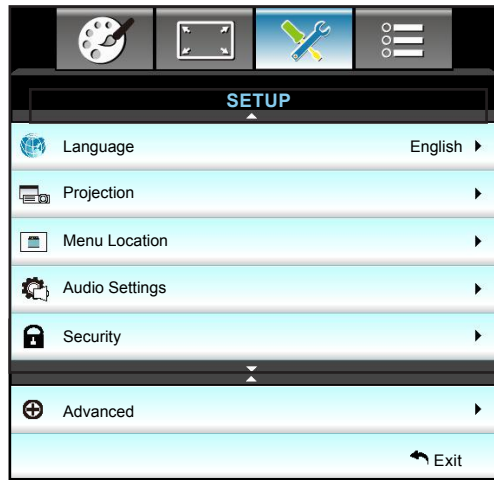 SETUP
Language English
Projection
Menu Location
Audio Settings
Security
Advanced
Exit